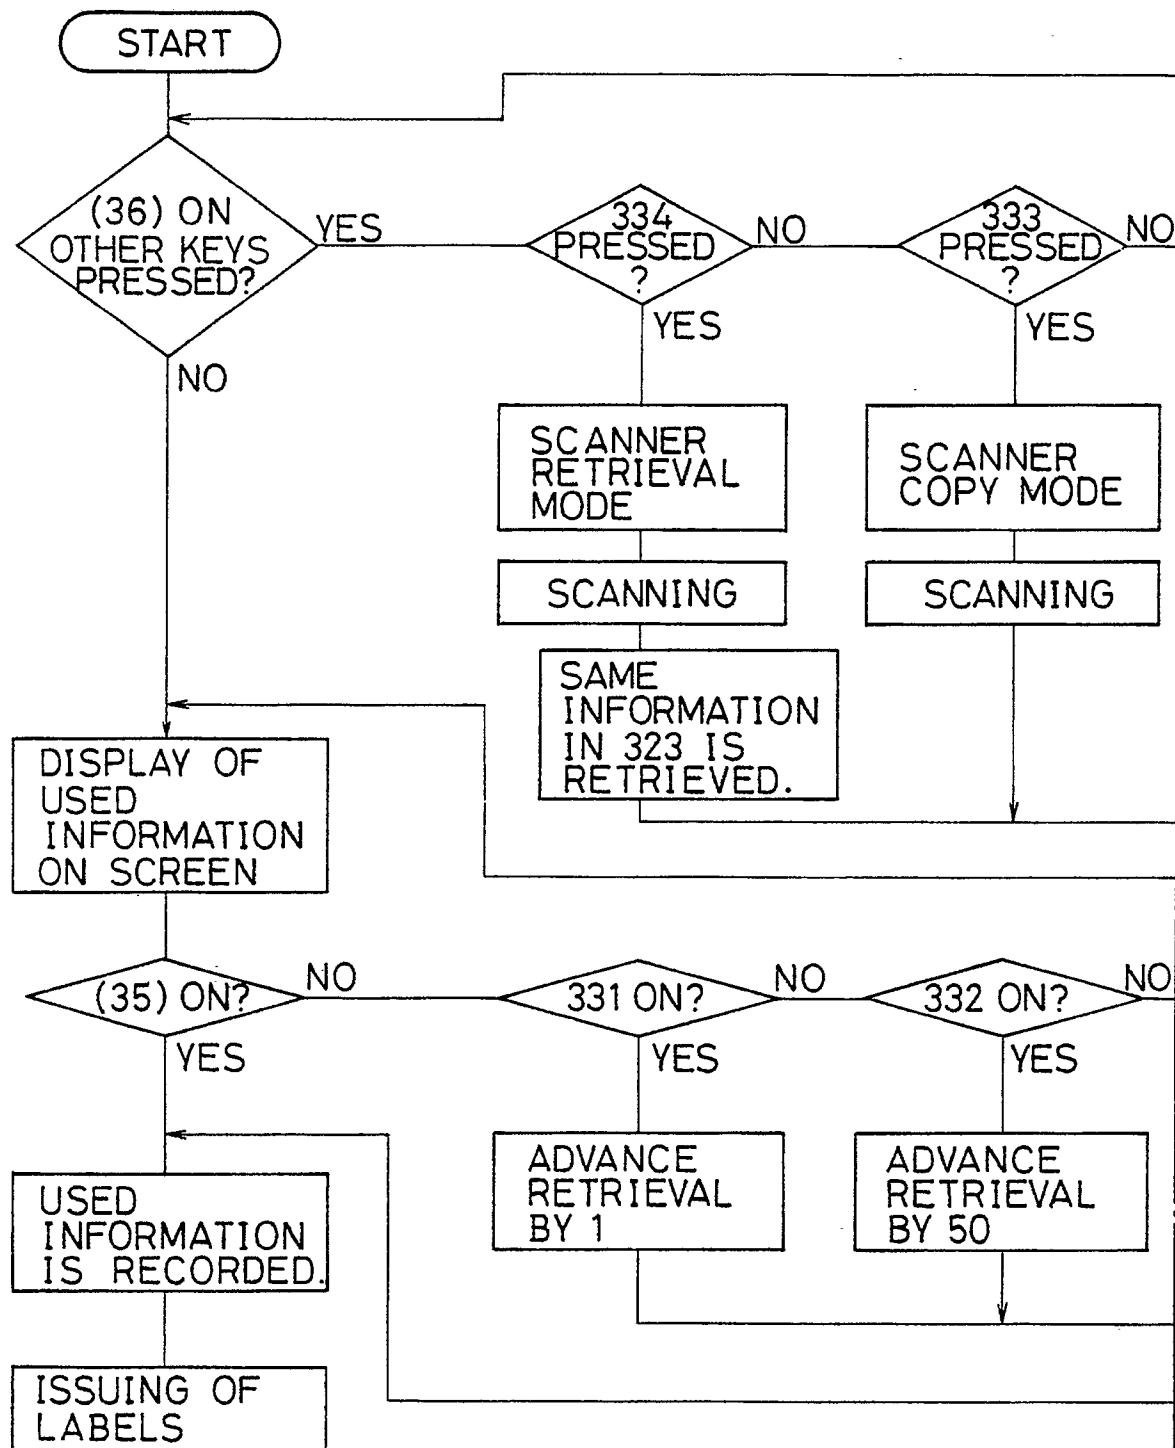 START
(36) ON
OTHER KEYS
PRESSED?
YES
334
PRESSED
?
NO
333
PRESSED
?
NO
NO
YES
YES
SCANNER
RETRIEVAL
MODE
SCANNER
COPY MODE
SCANNING
SCANNING
SAME
INFORMATION
IN 323 IS
RETRIEVED.
DISPLAY OF
USED
INFORMATION
ON SCREEN
(35) ON?
NO
331 ON?
NO
332 ON?
NO
YES
YES
YES
ADVANCE
RETRIEVAL
BY 1
ADVANCE
RETRIEVAL
BY 50
USED
INFORMATION
IS RECORDED.
ISSUING OF
LABELS